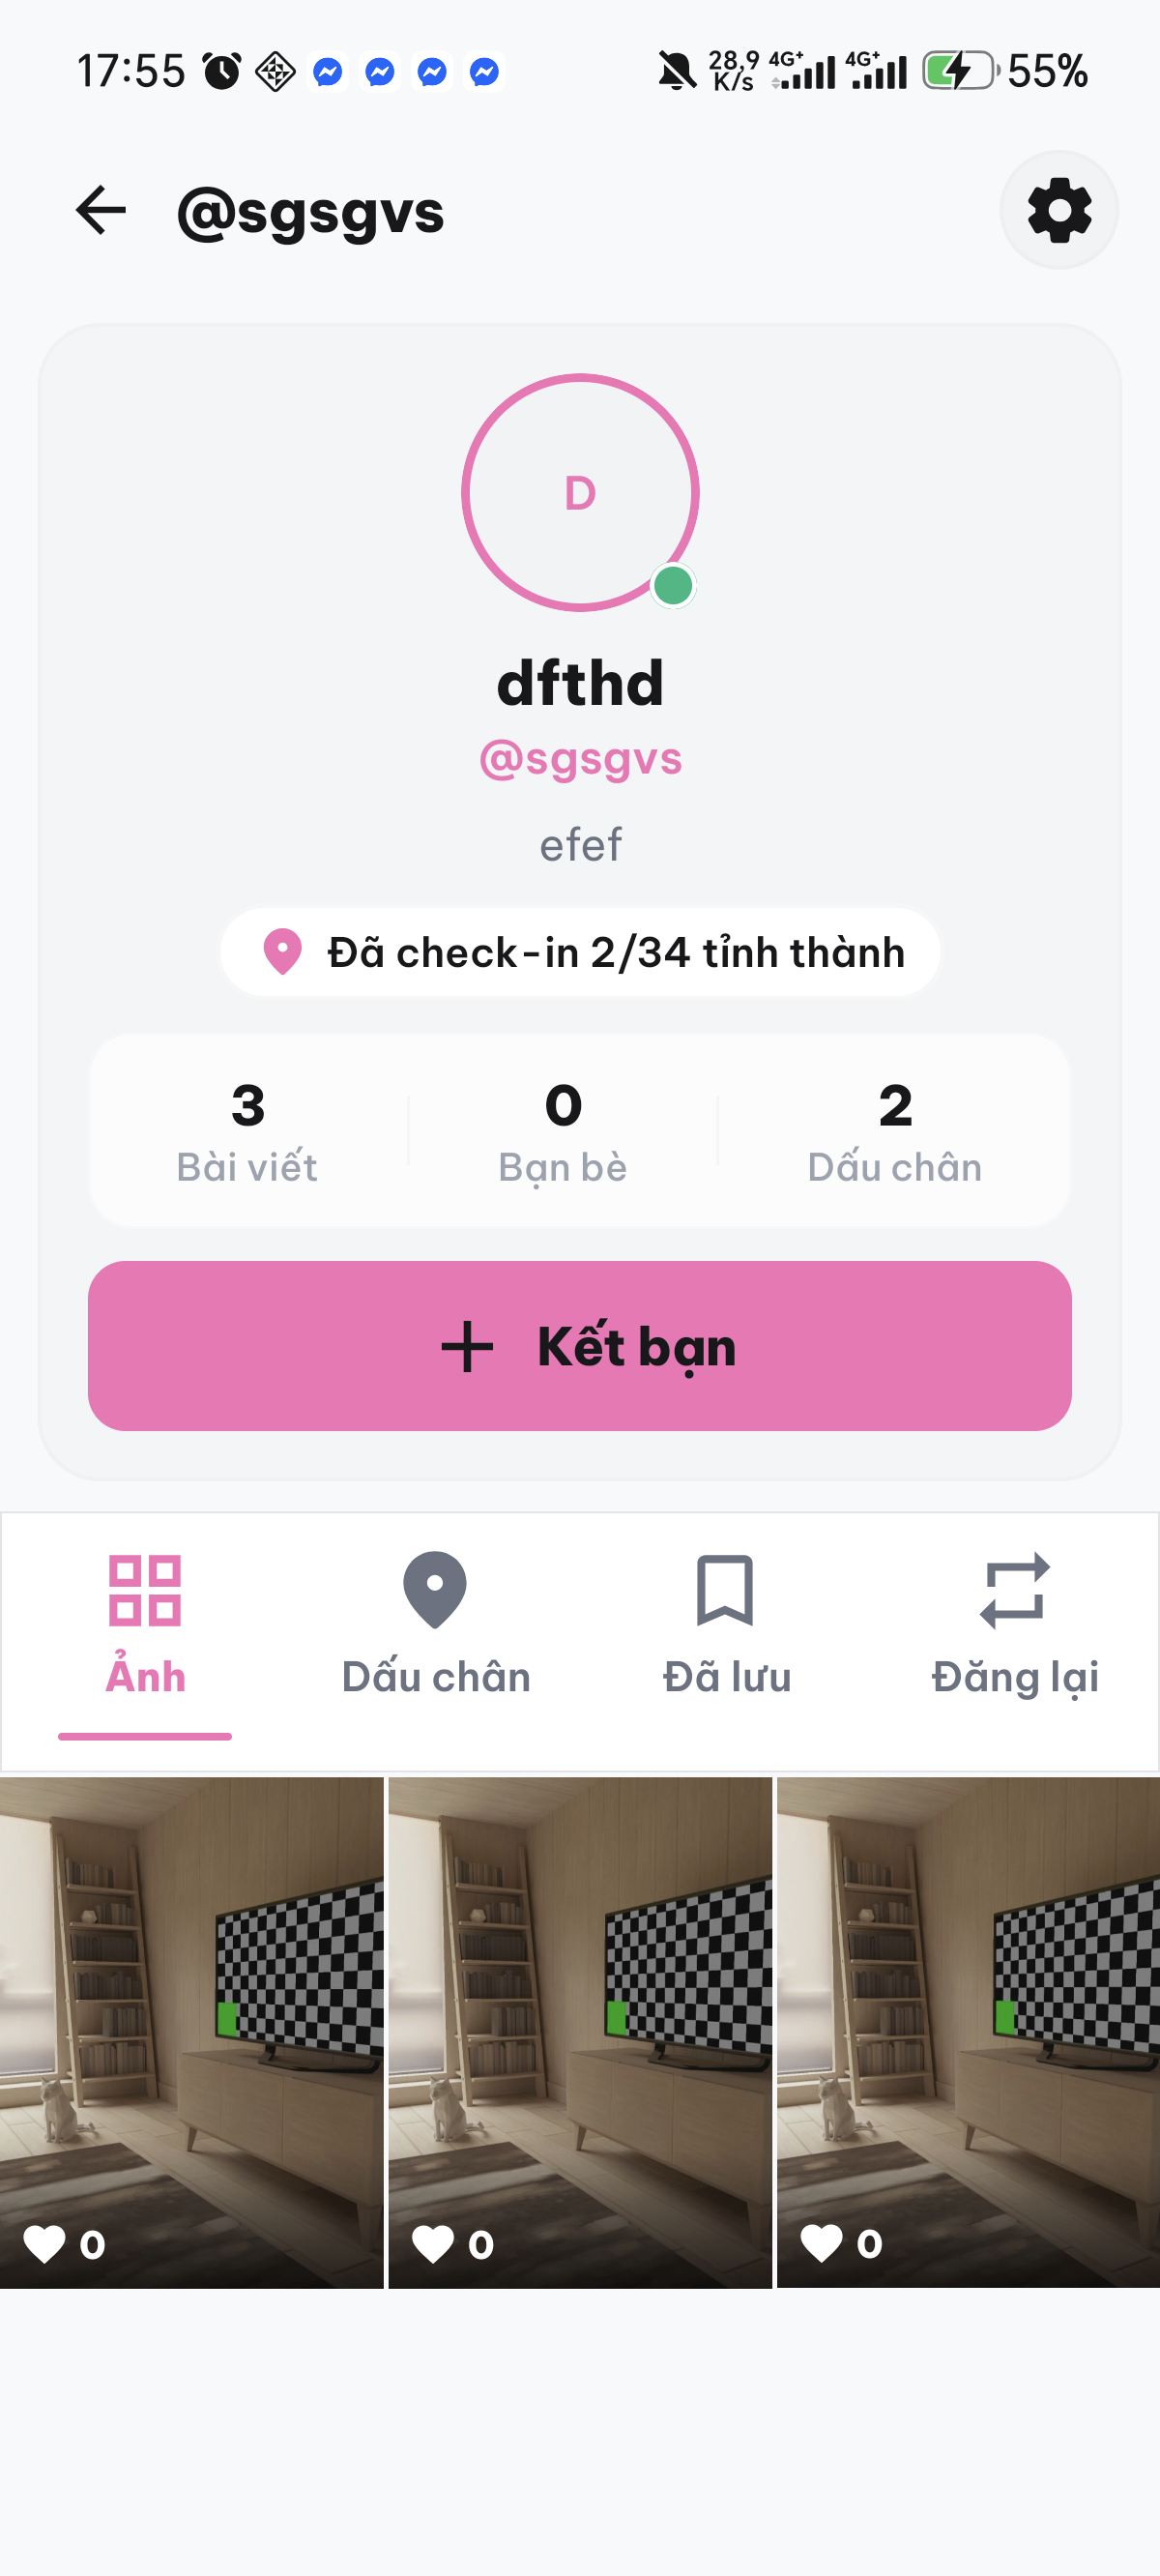 17:55 28,9 K/s 4G+ 4G+ 55%
@sgsgvs
D
dfthd
@sgsgvs
efef
Đã check-in 2/34 tỉnh thành
3 0 2
Bài viết Bạn bè Dấu chân
Kết bạn
Ảnh Dấu chân Đã lưu Đăng lại
0 0 0